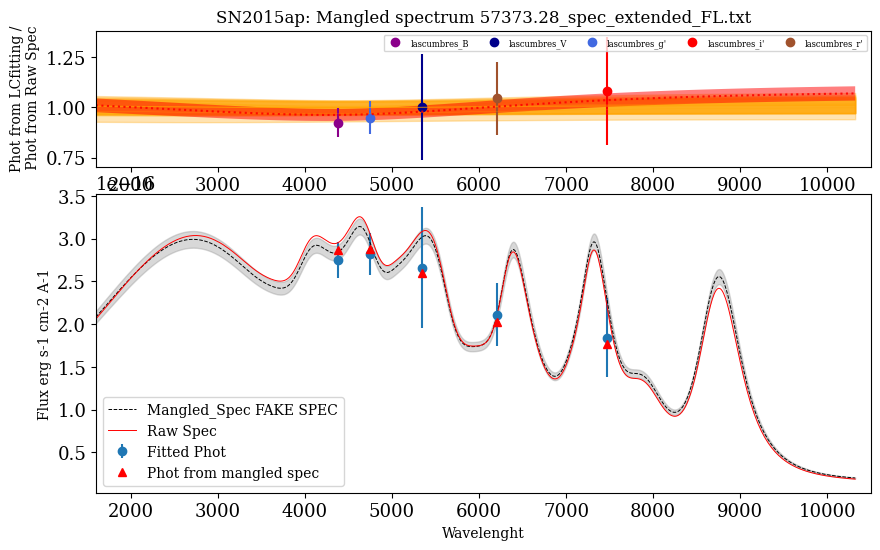 SN2015ap: Mangled spectrum 57373.28_spec_extended_FL.txt
Phot from LCfitting /
Phot from Raw Spec
lascumbres_B lascumbres_V lascumbres_g' lascumbres_i' lascumbres_r'
1.25
1.00
0.75
2000 3000 4000 5000 6000 7000 8000 9000 10000
1e−16
Flux erg s-1 cm-2 A-1
3.5
3.0
2.5
2.0
1.5
1.0
0.5
Mangled_Spec FAKE SPEC
Raw Spec
Fitted Phot
Phot from mangled spec
2000 3000 4000 5000 6000 7000 8000 9000 10000
Wavelenght